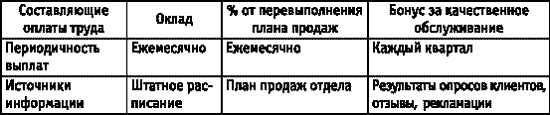 Составляющие оплаты труда
Оклад
% от перевыполнения плана продаж
Бонус за качественное обслуживание
Периодичность выплат
Ежемесячно
Ежемесячно
Каждый квартал
Источники информации
Штатное рас-
писание
План продаж отдела
Результаты опросов клиентов,
отзывы, рекламации